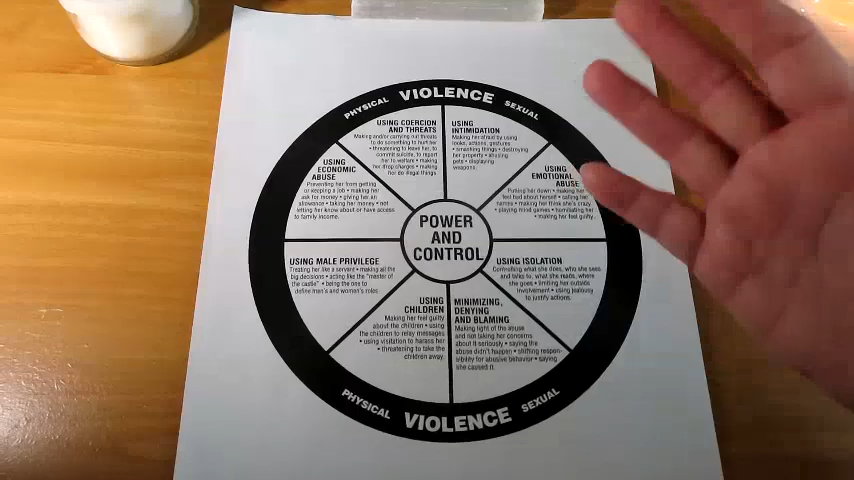 PHYSICAL VIOLENCE SEXUAL
USING COERCION
AND THREATS
Making and/or carrying out threats
to do something to hurt her
• threatening to leave her, to
commit suicide, to report
her to welfare • making
her drop charges • making
her do illegal things.
USING
INTIMIDATION
Making her afraid by using
looks, actions, gestures
• smashing things • destroying
her property • abusing
pets • displaying
weapons.
USING
ECONOMIC
ABUSE
Preventing her from getting
or keeping a job • making her
ask for money • giving her an
allowance • taking her money • not
letting her know about or have access
to family income.
USING
EMOTIONAL
ABUSE
Putting her down • making her
feel bad about herself • calling her
names • making her think she's crazy
• playing mind games • humiliating her
• making her feel guilty.
POWER
AND
CONTROL
USING MALE PRIVILEGE
Treating her like a servant • making all the
big decisions • acting like the "master of
the castle" • being the one to
define men's and women's roles
USING ISOLATION
Controlling what she does, who she sees
and talks to, what she reads, where
she goes • limiting her outside
involvement • using jealousy
to justify actions.
USING
CHILDREN
Making her feel guilty
about the children • using
the children to relay messages
• using visitation to harass her
• threatening to take the
children away.
MINIMIZING,
DENYING
AND BLAMING
Making light of the abuse
and not taking her concerns
about it seriously • saying the
abuse didn't happen • shifting respon-
sibility for abusive behavior • saying
she caused it.
PHYSICAL VIOLENCE SEXUAL